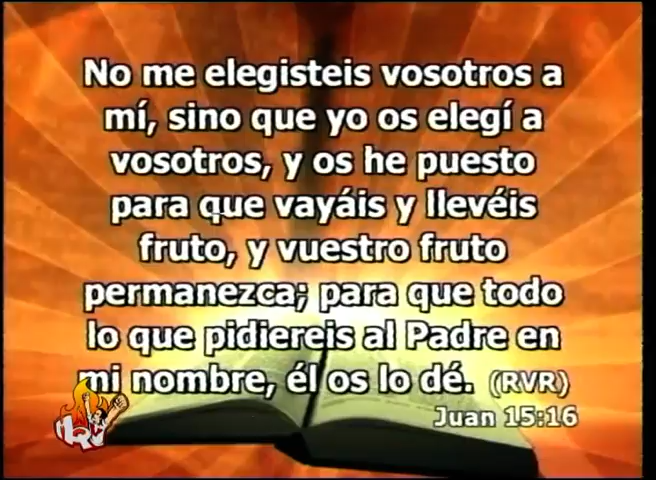 No me elegisteis vosotros a
mí, sino que yo os elegí a
vosotros, y os he puesto
para que vayáis y llevéis
fruto, y vuestro fruto
permanezca; para que todo
lo que pidiereis al Padre en
mi nombre, él os lo dé. (RVR)
Juan 15:16